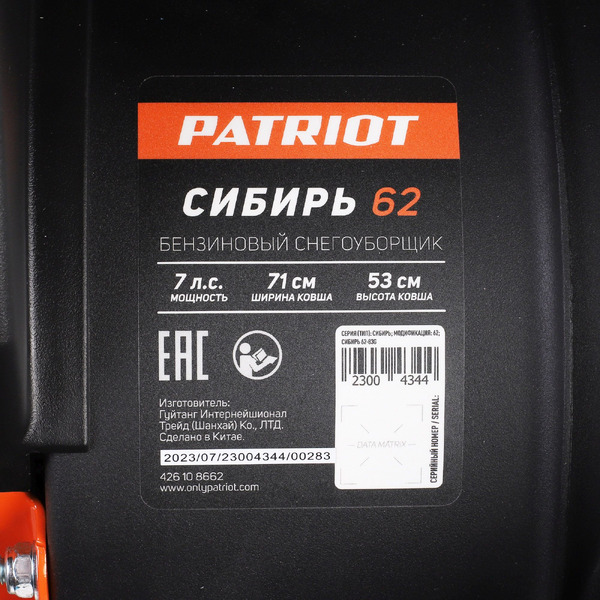 PATRIOT
СИБИРЬ 62
БЕНЗИНОВЫЙ СНЕГОУБОРЩИК
7 л.с. 71 см 53 см
МОЩНОСТЬ ШИРИНА КОВША ВЫСОТА КОВША
EAC
Изготовитель:
Гуйтанг Интернейшионал
Трейд (Шанхай) Ко., ЛТД.
Сделано в Китае.
2023/07/23004344/00283
426 10 8662
www.onlypatriot.com
СЕРИЯ (ТИП): СИБИРЬ; МОДИФИКАЦИЯ: 62;
СИБИРЬ 62-83G
2300 4344
DATA MATRIX
СЕРИЙНЫЙ НОМЕР / SERIAL: